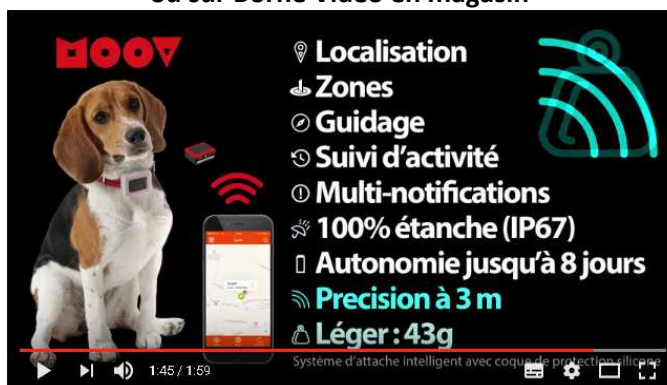 ou sur Borne Vidéo en magasin
MOOV
Localisation
Zones
Guidage
Suivi d'activité
Multi-notifications
100% étanche (IP67)
Autonomie jusqu'à 8 jours
Precision à 3 m
Léger : 43g
Système d'attache intelligent avec coque de protection silicone
1:45 / 1:59